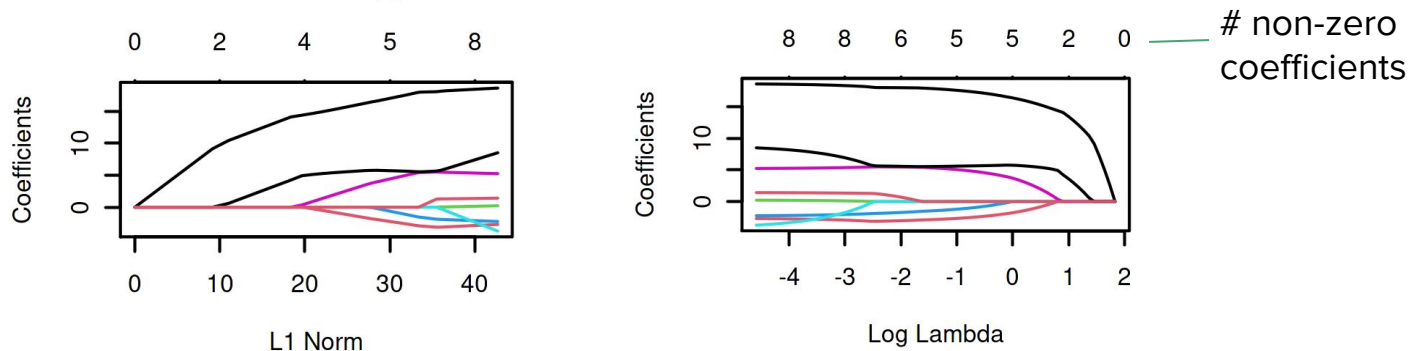 0 2 4 5 8
Coefficients
10
0
0 10 20 30 40
L1 Norm
8 8 6 5 5 2 0
# non-zero
coefficients
Coefficients
10
0
-4 -3 -2 -1 0 1 2
Log Lambda